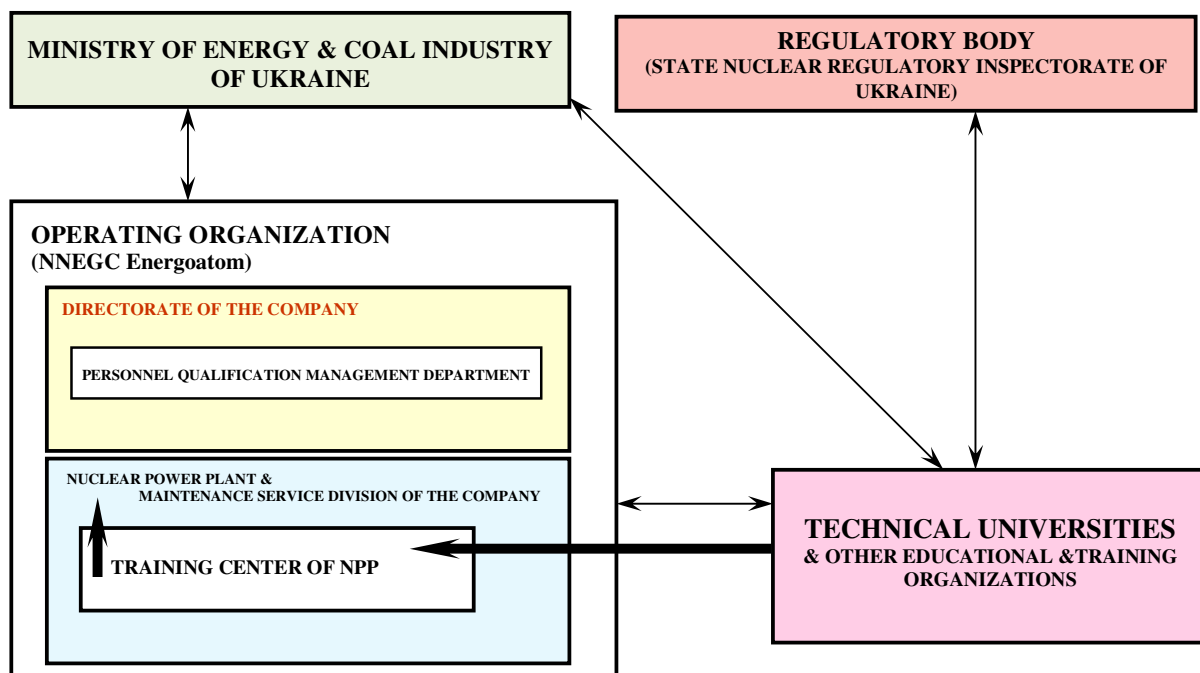 MINISTRY OF ENERGY & COAL INDUSTRY
OF UKRAINE
REGULATORY BODY
(STATE NUCLEAR REGULATORY INSPECTORATE OF
UKRAINE)
OPERATING ORGANIZATION
(NNEGC Energoatom)
DIRECTORATE OF THE COMPANY
PERSONNEL QUALIFICATION MANAGEMENT DEPARTMENT
NUCLEAR POWER PLANT &
MAINTENANCE SERVICE DIVISION OF THE COMPANY
TRAINING CENTER OF NPP
TECHNICAL UNIVERSITIES
& OTHER EDUCATIONAL &TRAINING
ORGANIZATIONS